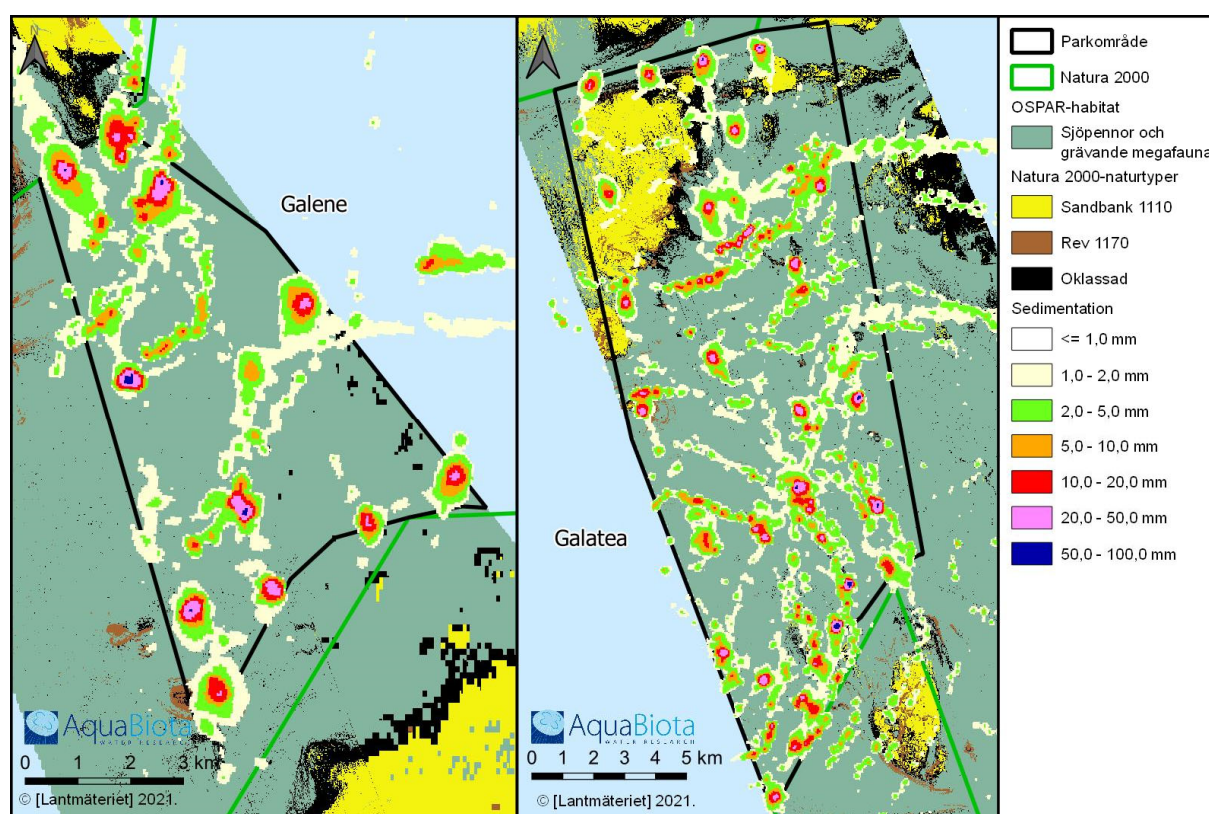 N
Galene
AquaBiota
WATER RESEARCH
0 1 2 3 km
© [Lantmäteriet] 2021.
Galatea
AquaBiota
WATER RESEARCH
0 1 2 3 4 5 km
© [Lantmäteriet] 2021.
Parkområde
Natura 2000
OSPAR-habitat
Sjöpennor och
grävande megafauna
Natura 2000-naturtyper
Sandbank 1110
Rev 1170
Oklassad
Sedimentation
<= 1,0 mm
1,0 - 2,0 mm
2,0 - 5,0 mm
5,0 - 10,0 mm
10,0 - 20,0 mm
20,0 - 50,0 mm
50,0 - 100,0 mm